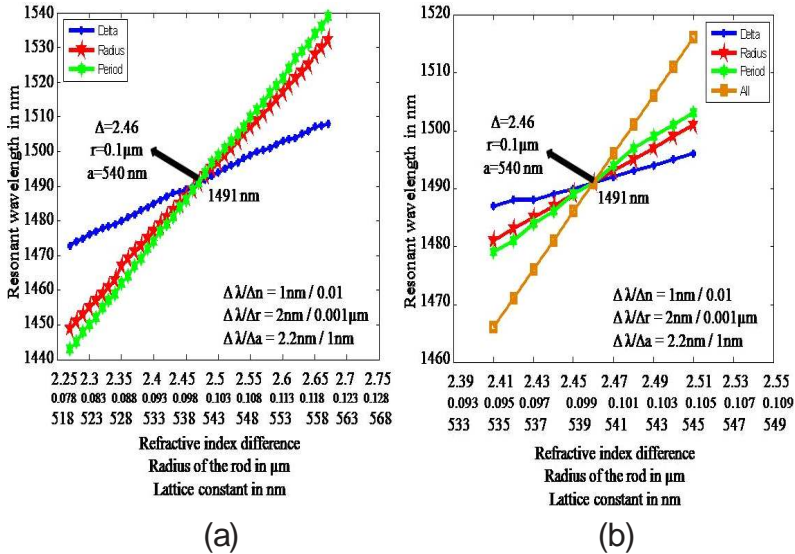 1540
1530
1520
1510
1500
1490
1480
1470
1460
1450
1440
Resonant wavelength in nm
Delta
Radius
Period
Δ=2.46
r=0.1μm
a=540 nm
1491 nm
Δ λ/Δn = 1nm / 0.01
Δ λ/Δr = 2nm / 0.001μm
Δ λ/Δa = 2.2nm / 1nm
2.25 2.3 2.35 2.4 2.45 2.5 2.55 2.6 2.65 2.7 2.75
0.078 0.083 0.088 0.093 0.098 0.103 0.108 0.113 0.118 0.123 0.128
518 523 528 533 538 543 548 553 558 563 568
Refractive index difference
Radius of the rod in μm
Lattice constant in nm
(a)
1520
1510
1500
1490
1480
1470
1460
Resonant wavelength in nm
Delta
Radius
Period
All
Δ=2.46
r=0.1μm
a=540 nm
1491 nm
Δ λ/Δn = 1nm / 0.01
Δ λ/Δr = 2nm / 0.001μm
Δ λ/Δa = 2.2nm / 1nm
2.39 2.41 2.43 2.45 2.47 2.49 2.51 2.53 2.55
0.093 0.095 0.097 0.099 0.101 0.103 0.105 0.107 0.109
533 535 537 539 541 543 545 547 549
Refractive index difference
Radius of the rod in μm
Lattice constant in nm
(b)